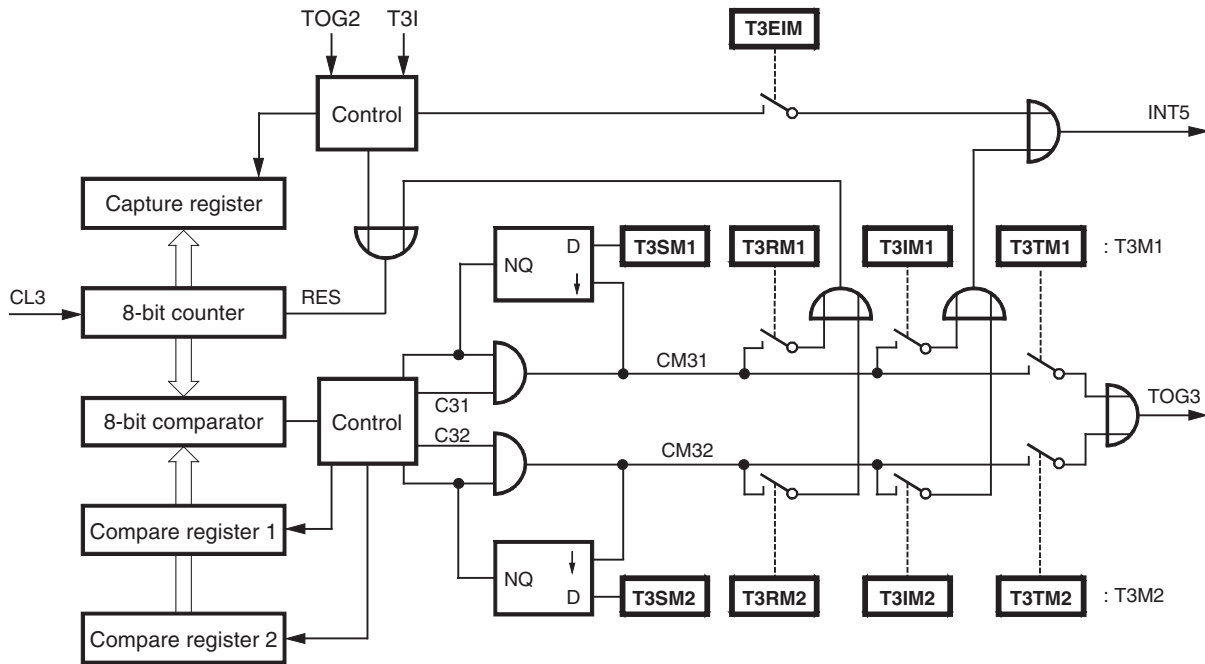 TOG2 T3I
T3EIM
Control
INT5
Capture register
D
T3SM1
T3RM1
T3IM1
T3TM1
: T3M1
NQ
CL3
8-bit counter
RES
CM31
8-bit comparator
Control
C31
C32
TOG3
CM32
Compare register 1
NQ
D
T3SM2
T3RM2
T3IM2
T3TM2
: T3M2
Compare register 2